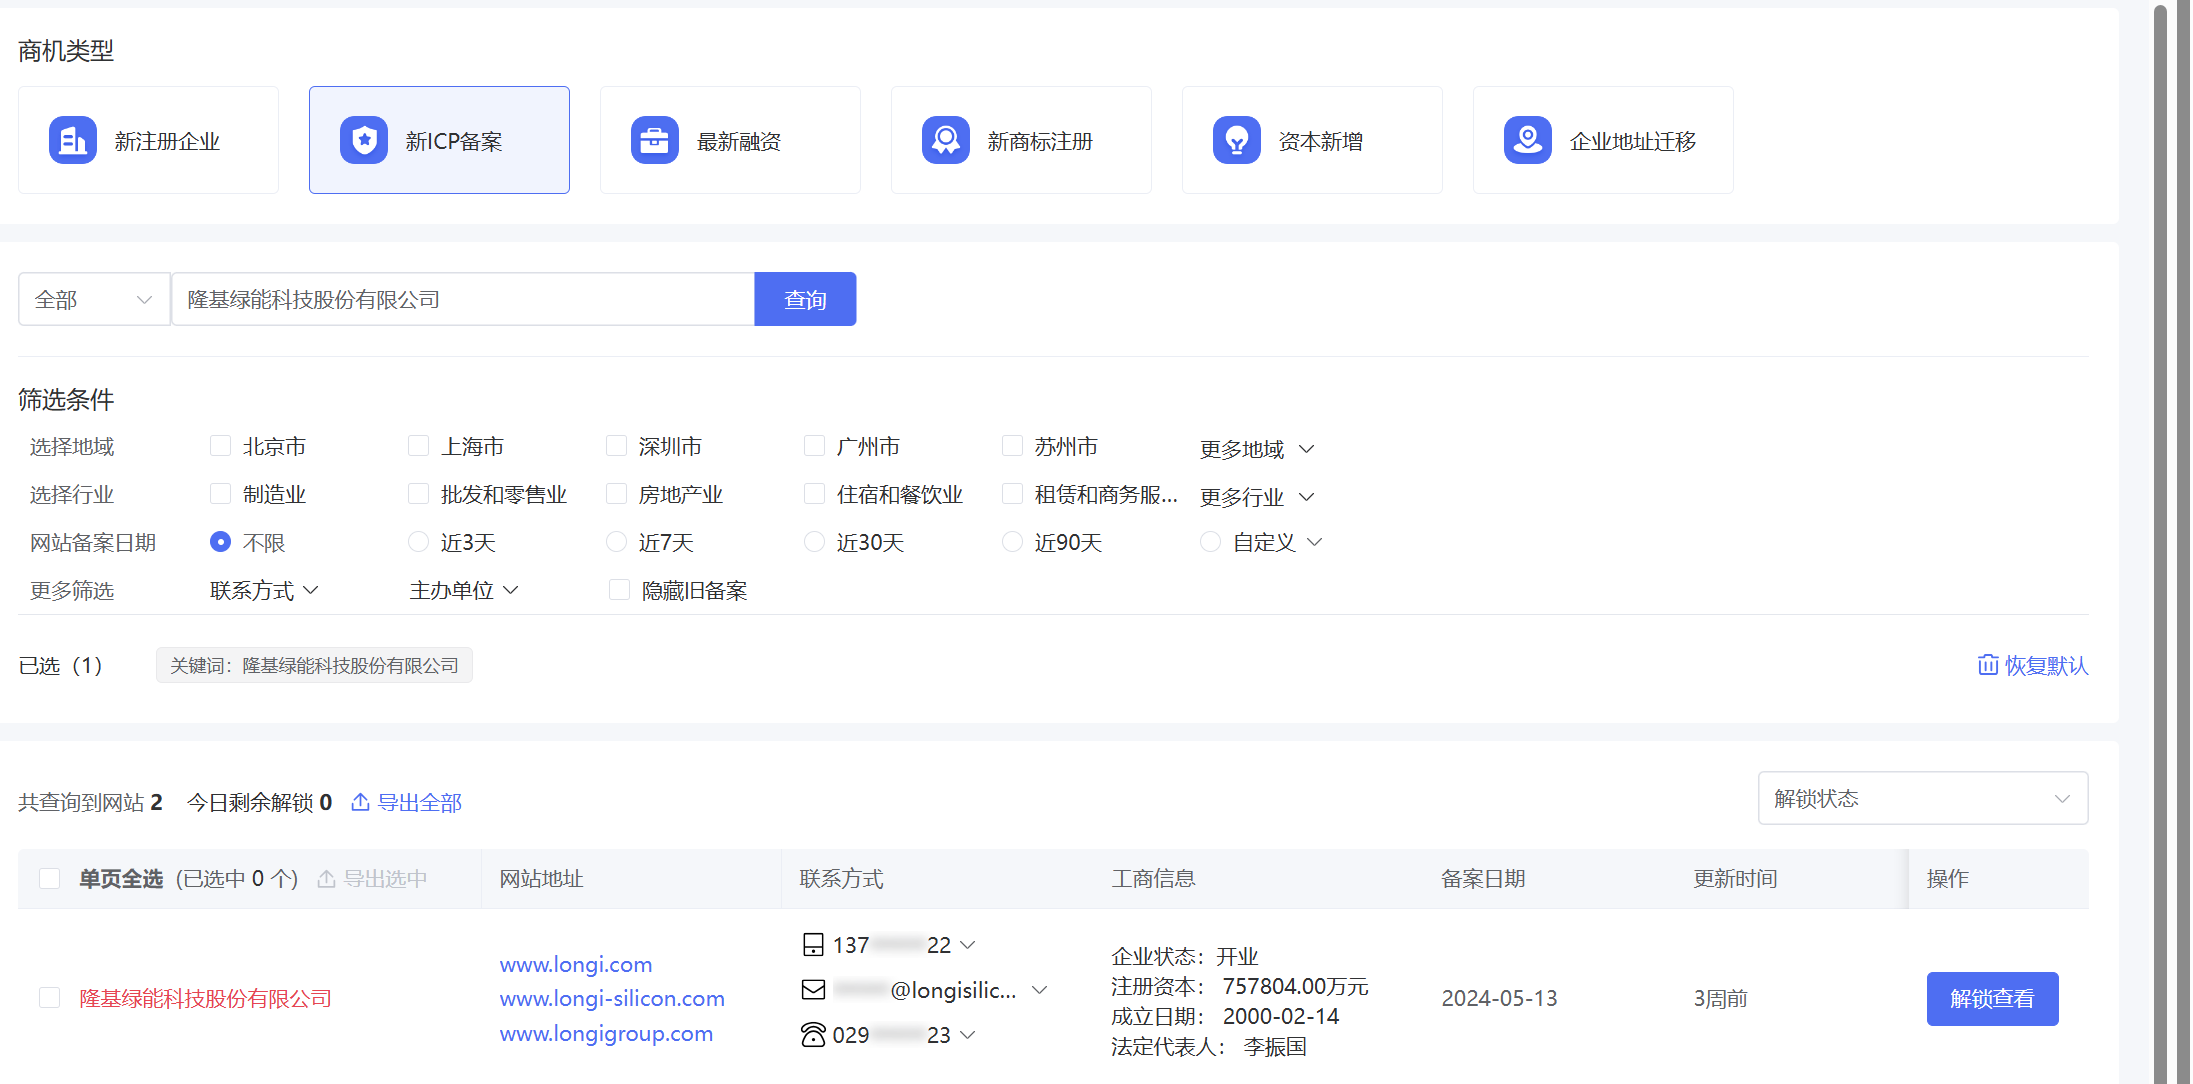 商机类型
新注册企业 新ICP备案 最新融资 新商标注册 资本新增 企业地址迁移
全部 隆基绿能科技股份有限公司 查询
筛选条件
选择地域 北京市 上海市 深圳市 广州市 苏州市 更多地域
选择行业 制造业 批发和零售业 房地产业 住宿和餐饮业 租赁和商务服... 更多行业
网站备案日期 不限 近3天 近7天 近30天 近90天 自定义
更多筛选 联系方式 主办单位 隐藏旧备案
已选（1） 关键词：隆基绿能科技股份有限公司 恢复默认
共查询到网站 2 今日剩余解锁 0 导出全部 解锁状态
单页全选 (已选中 0 个) 导出选中 网站地址 联系方式 工商信息 备案日期 更新时间 操作
隆基绿能科技股份有限公司
www.longi.com
www.longi-silicon.com
www.longigroup.com
137 22
@longisilic...
029 23
企业状态：开业
注册资本： 757804.00万元
成立日期： 2000-02-14
法定代表人： 李振国
2024-05-13
3周前
解锁查看